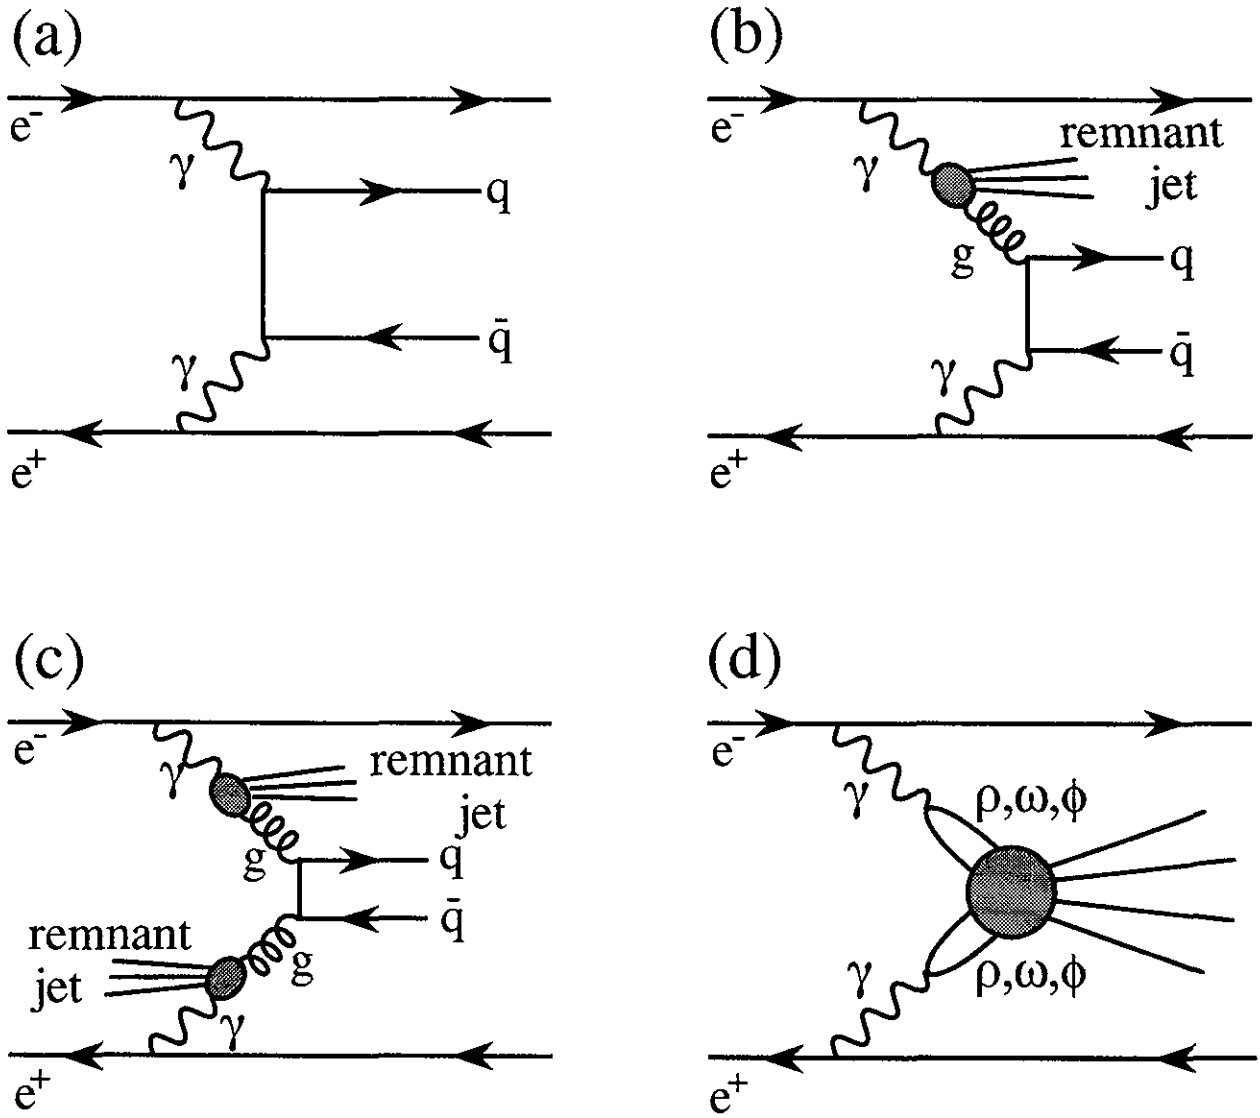 (a)
e⁻
γ
q
γ
q̄
e⁺
(b)
e⁻
γ
remnant
jet
g
q
γ
q̄
e⁺
(c)
e⁻
γ
remnant
jet
g
q
q̄
remnant
jet
g
γ
e⁺
(d)
e⁻
γ
ρ,ω,ϕ
γ
ρ,ω,ϕ
e⁺